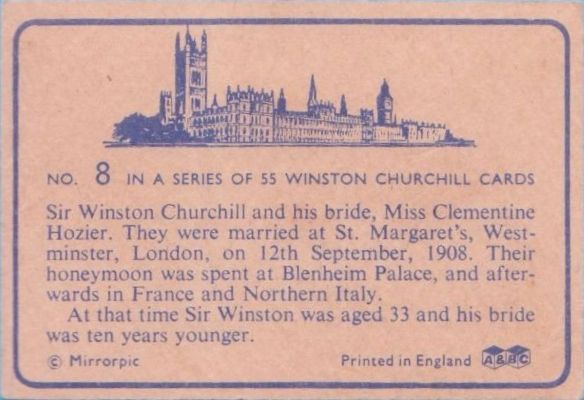 NO. 8 IN A SERIES OF 55 WINSTON CHURCHILL CARDS
Sir Winston Churchill and his bride, Miss Clementine
Hozier. They were married at St. Margaret's, West-
minster, London, on 12th September, 1908. Their
honeymoon was spent at Blenheim Palace, and after-
wards in France and Northern Italy.
At that time Sir Winston was aged 33 and his bride
was ten years younger.
© Mirrorpic Printed in England A&BC